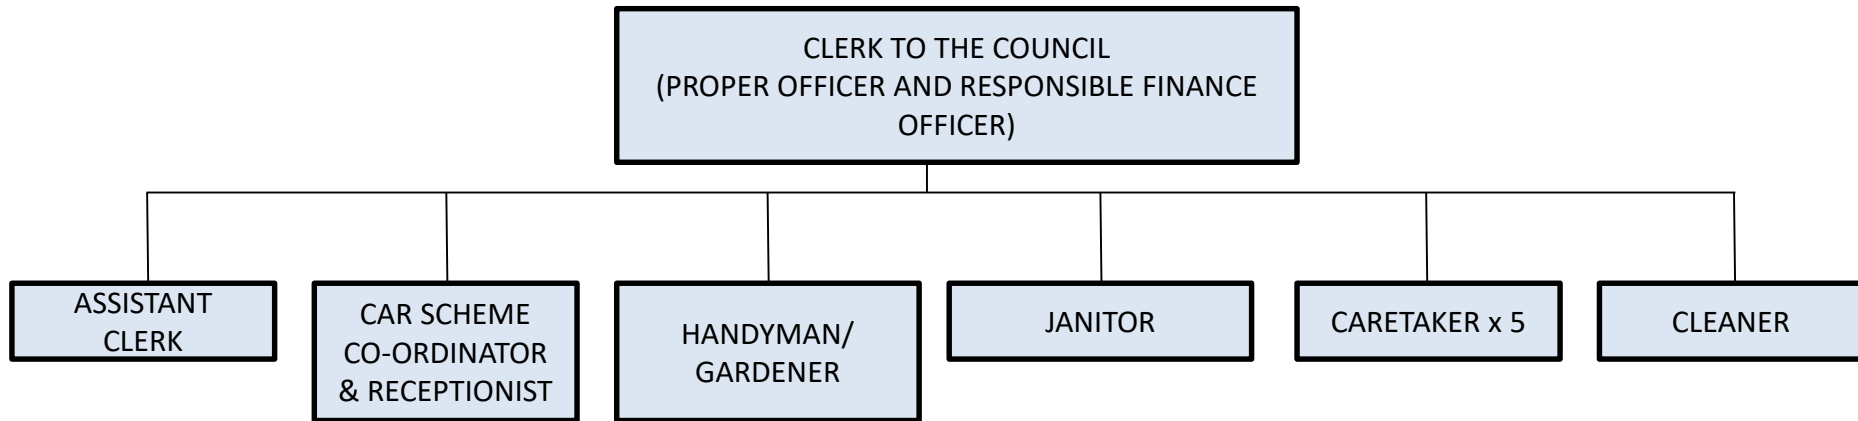 CLERK TO THE COUNCIL
(PROPER OFFICER AND RESPONSIBLE FINANCE
OFFICER)
ASSISTANT
CLERK
CAR SCHEME
CO-ORDINATOR
& RECEPTIONIST
HANDYMAN/
GARDENER
JANITOR
CARETAKER x 5
CLEANER